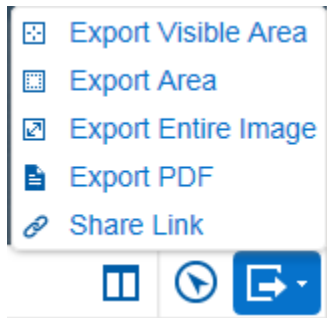 Export Visible Area
Export Area
Export Entire Image
Export PDF
Share Link